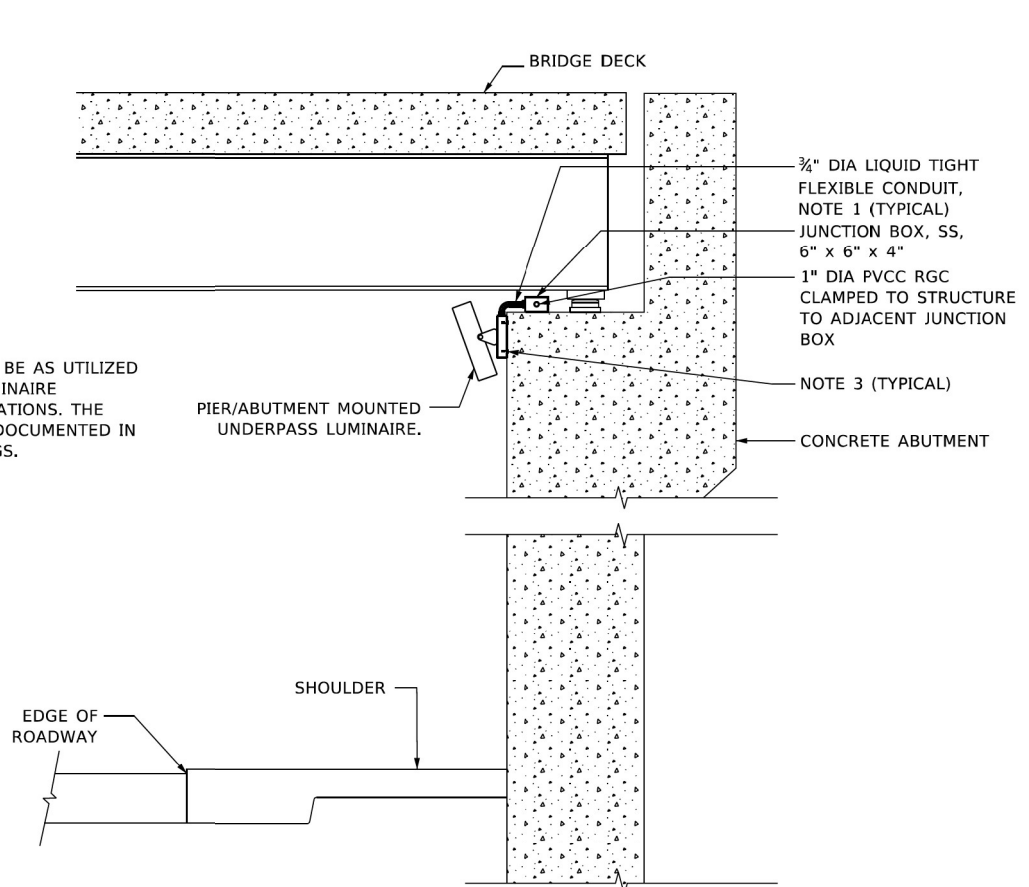 BRIDGE DECK
¾" DIA LIQUID TIGHT
FLEXIBLE CONDUIT,
NOTE 1 (TYPICAL)
JUNCTION BOX, SS,
6" x 6" x 4"
1" DIA PVCC RGC
CLAMPED TO STRUCTURE
TO ADJACENT JUNCTION
BOX
NOTE 3 (TYPICAL)
CONCRETE ABUTMENT
BE AS UTILIZED
INAIRE
ATIONS. THE
DOCUMENTED IN
GS.
PIER/ABUTMENT MOUNTED
UNDERPASS LUMINAIRE.
SHOULDER
EDGE OF
ROADWAY